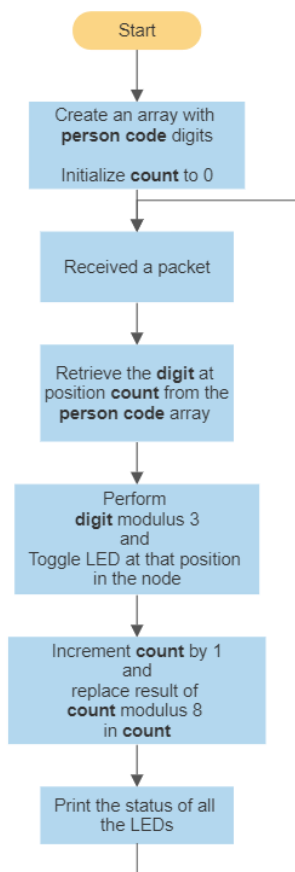 Start
Create an array with
person code digits
Initialize count to 0
Received a packet
Retrieve the digit at
position count from the
person code array
Perform
digit modulus 3
and
Toggle LED at that position
in the node
Increment count by 1
and
replace result of
count modulus 8
in count
Print the status of all
the LEDs